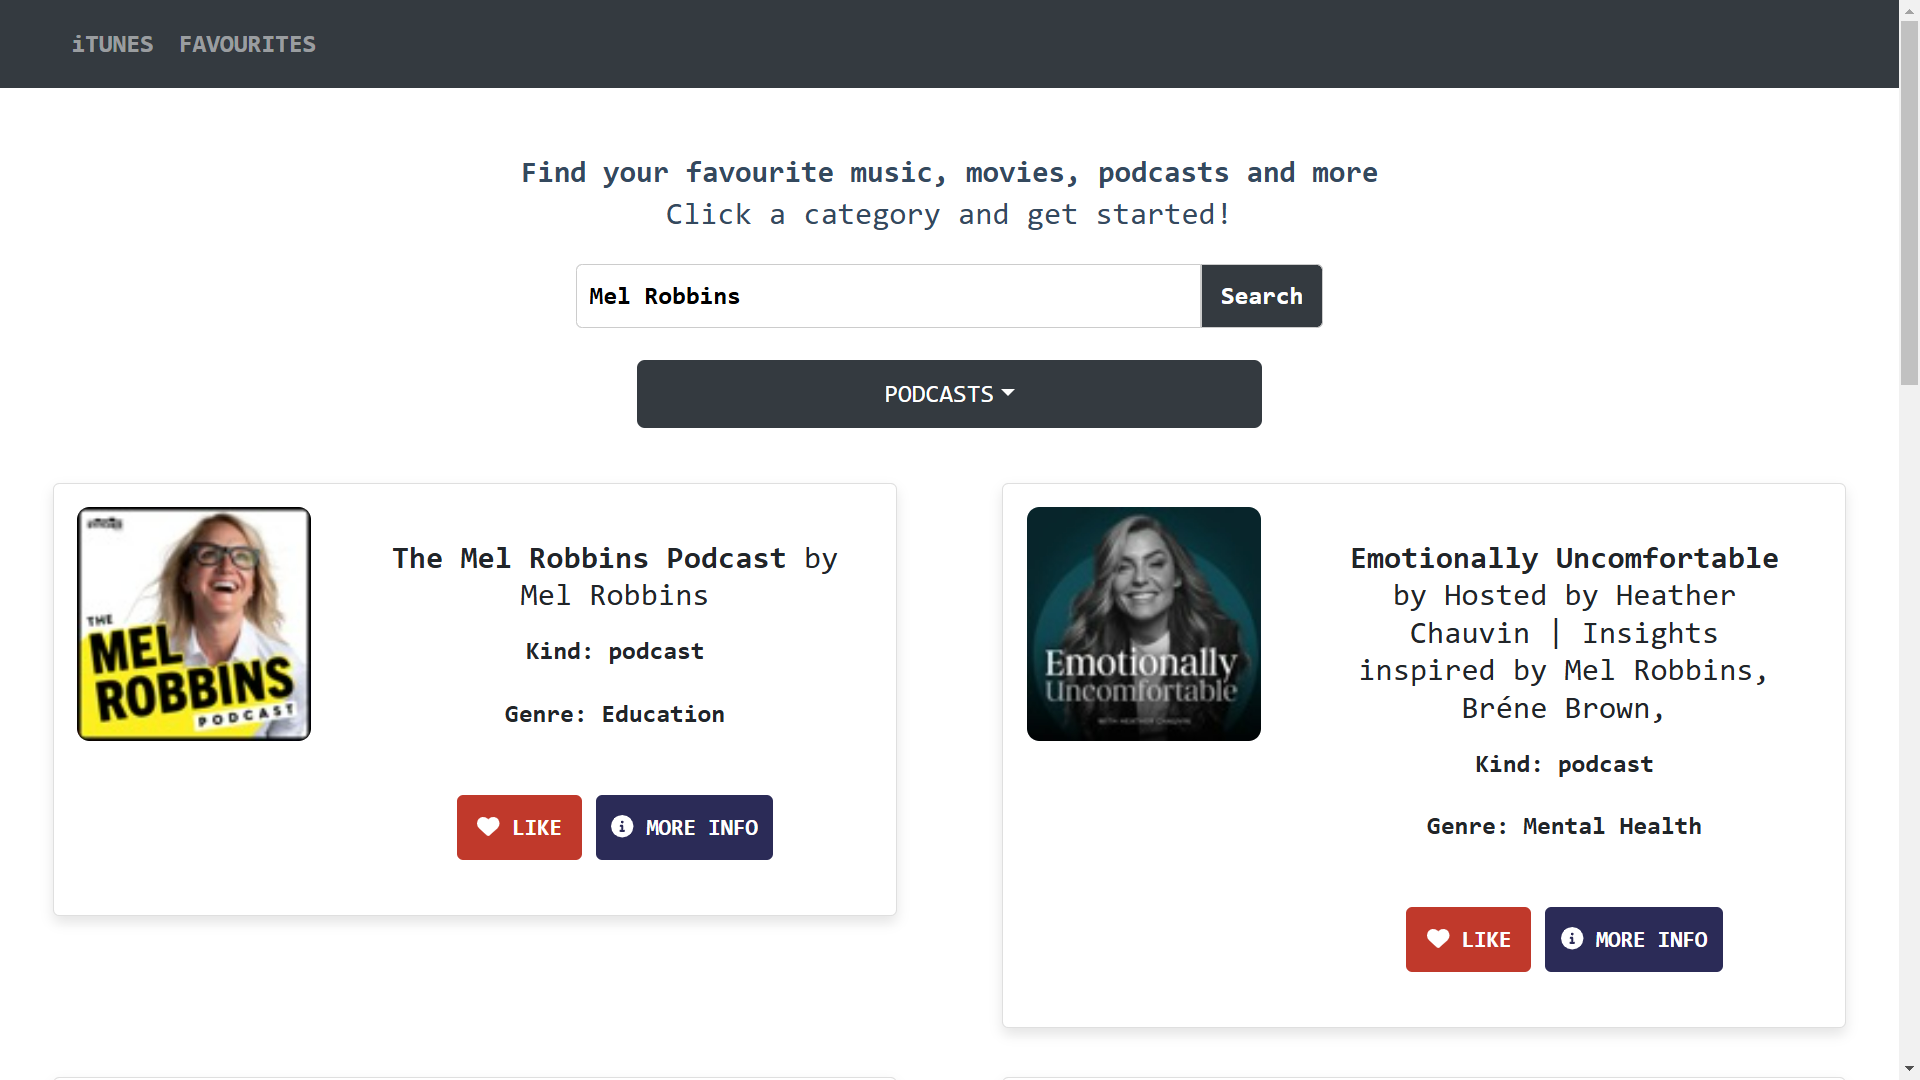 iTUNES FAVOURITES
Find your favourite music, movies, podcasts and more
Click a category and get started!
Mel Robbins
Search
PODCASTS
THE
MEL
ROBBINS
PODCAST
The Mel Robbins Podcast by
Mel Robbins
Kind: podcast
Genre: Education
LIKE
MORE INFO
Emotionally
Uncomfortable
WITH HEATHER CHAUVIN
Emotionally Uncomfortable
by Hosted by Heather
Chauvin | Insights
inspired by Mel Robbins,
Bréne Brown,
Kind: podcast
Genre: Mental Health
LIKE
MORE INFO